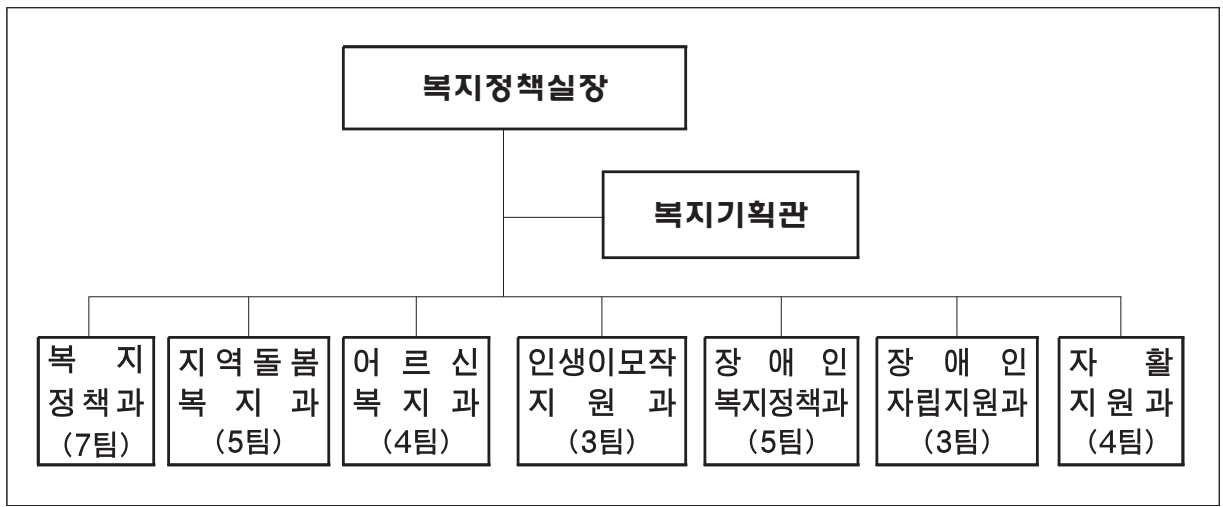 복지정책실장
복지기획관
복 지
정책과
(7팀)
지역돌봄
복 지 과
(5팀)
어 르 신
복 지 과
(4팀)
인생이모작
지 원 과
(3팀)
장 애 인
복지정책과
(5팀)
장 애 인
자립지원과
(3팀)
자 활
지원과
(4팀)